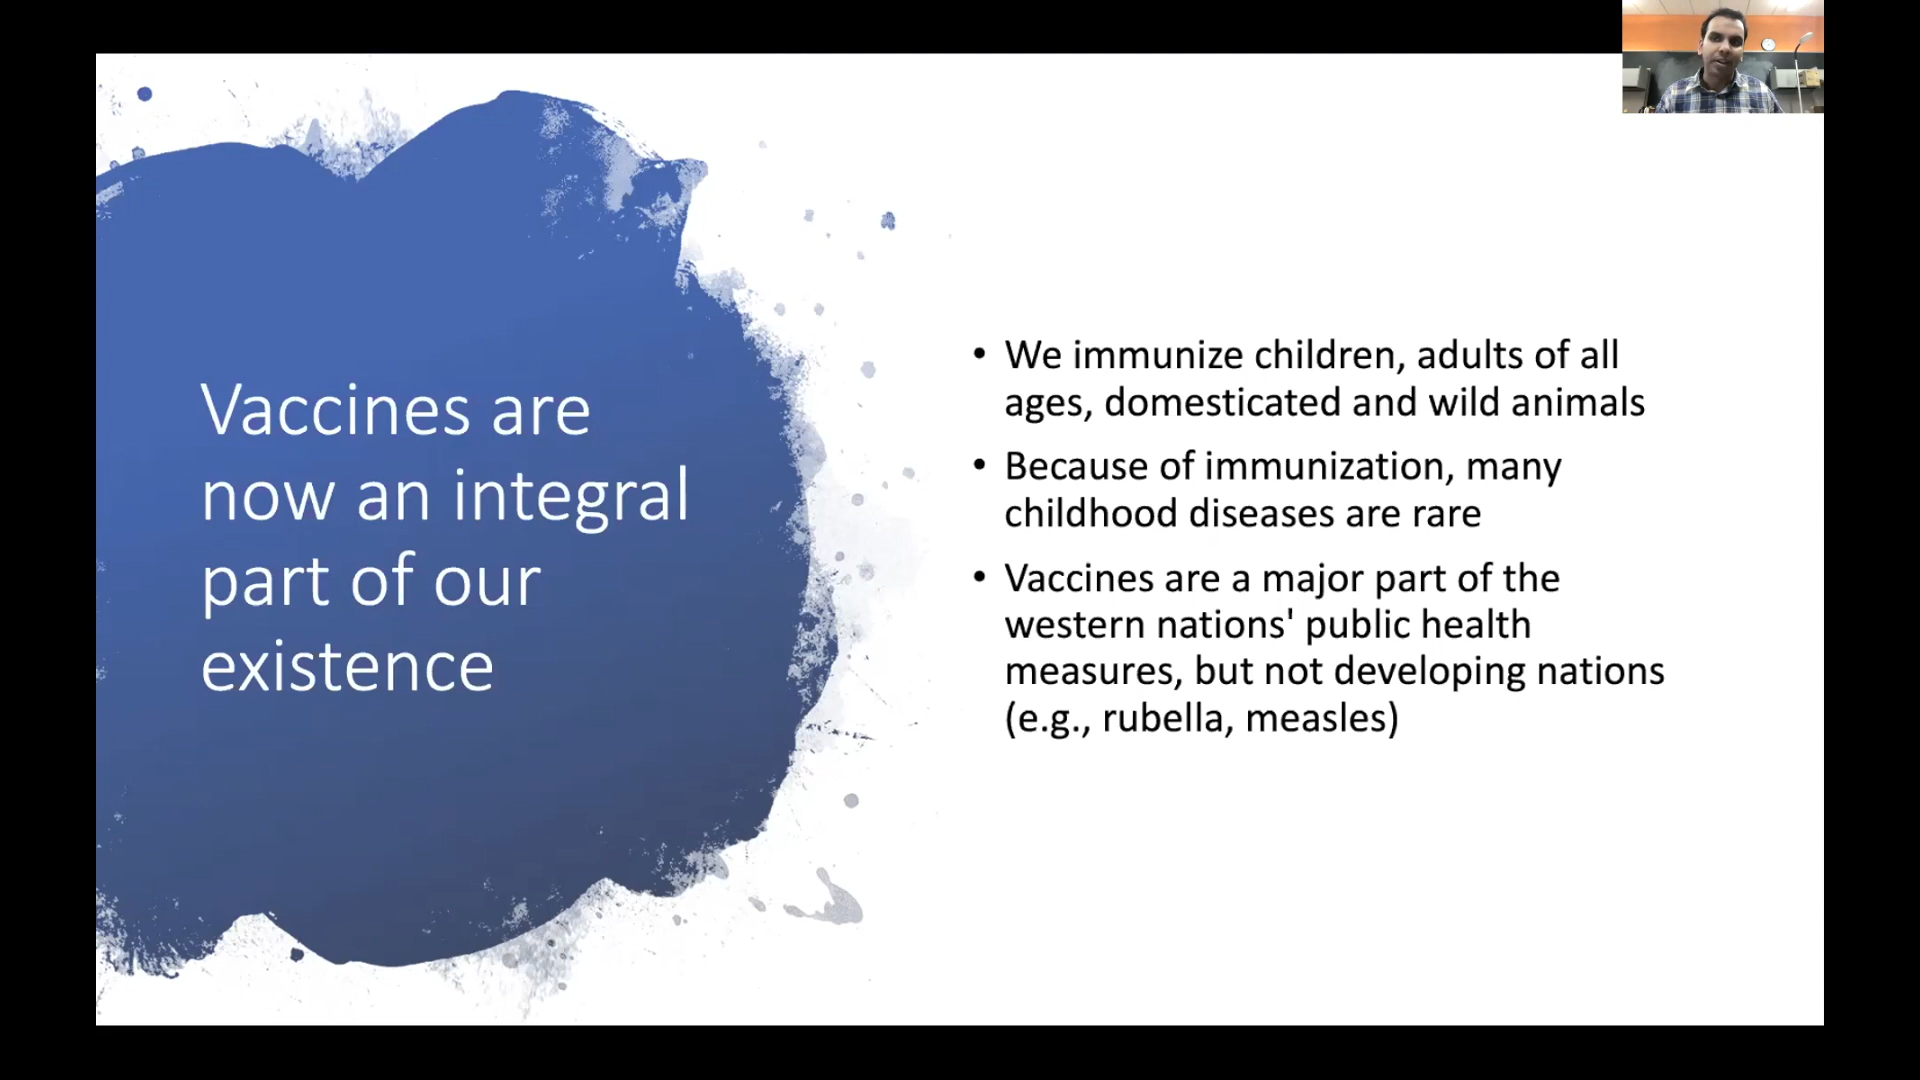 Vaccines are
now an integral
part of our
existence
• We immunize children, adults of all
ages, domesticated and wild animals
• Because of immunization, many
childhood diseases are rare
• Vaccines are a major part of the
western nations' public health
measures, but not developing nations
(e.g., rubella, measles)